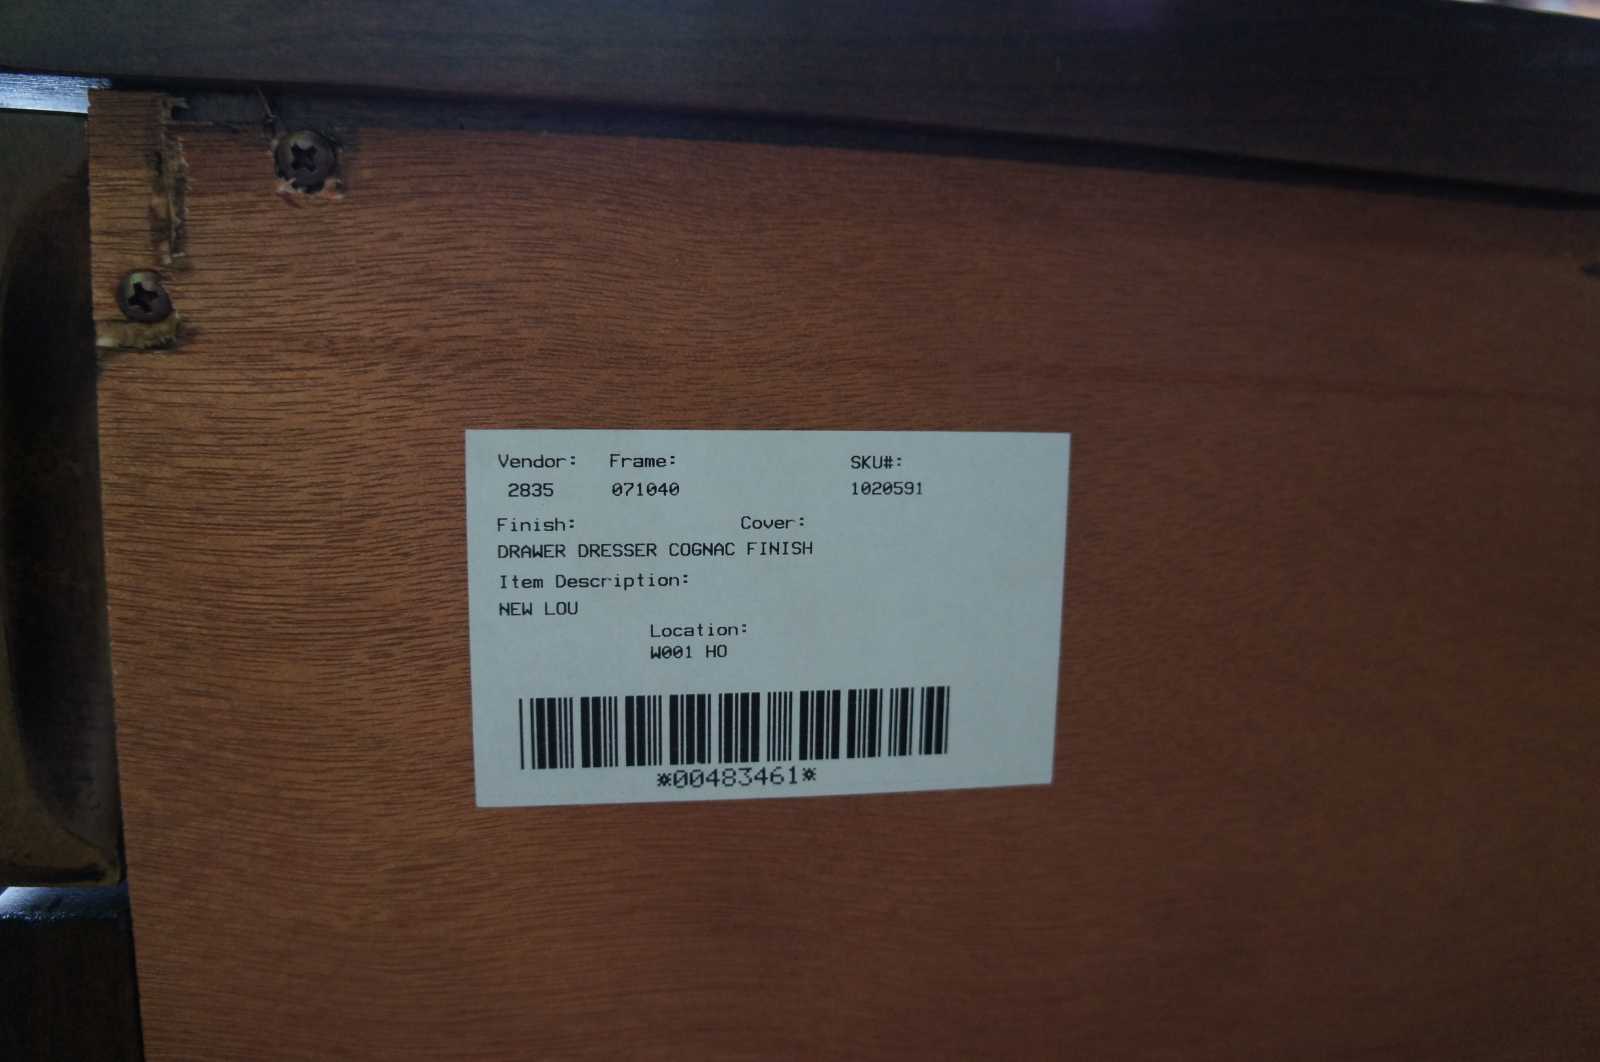 Vendor: Frame: SKU#:
2835 071040 1020591
Finish: Cover:
DRAWER DRESSER COGNAC FINISH
Item Description:
NEW LOU
Location:
W001 HO
*00483461*